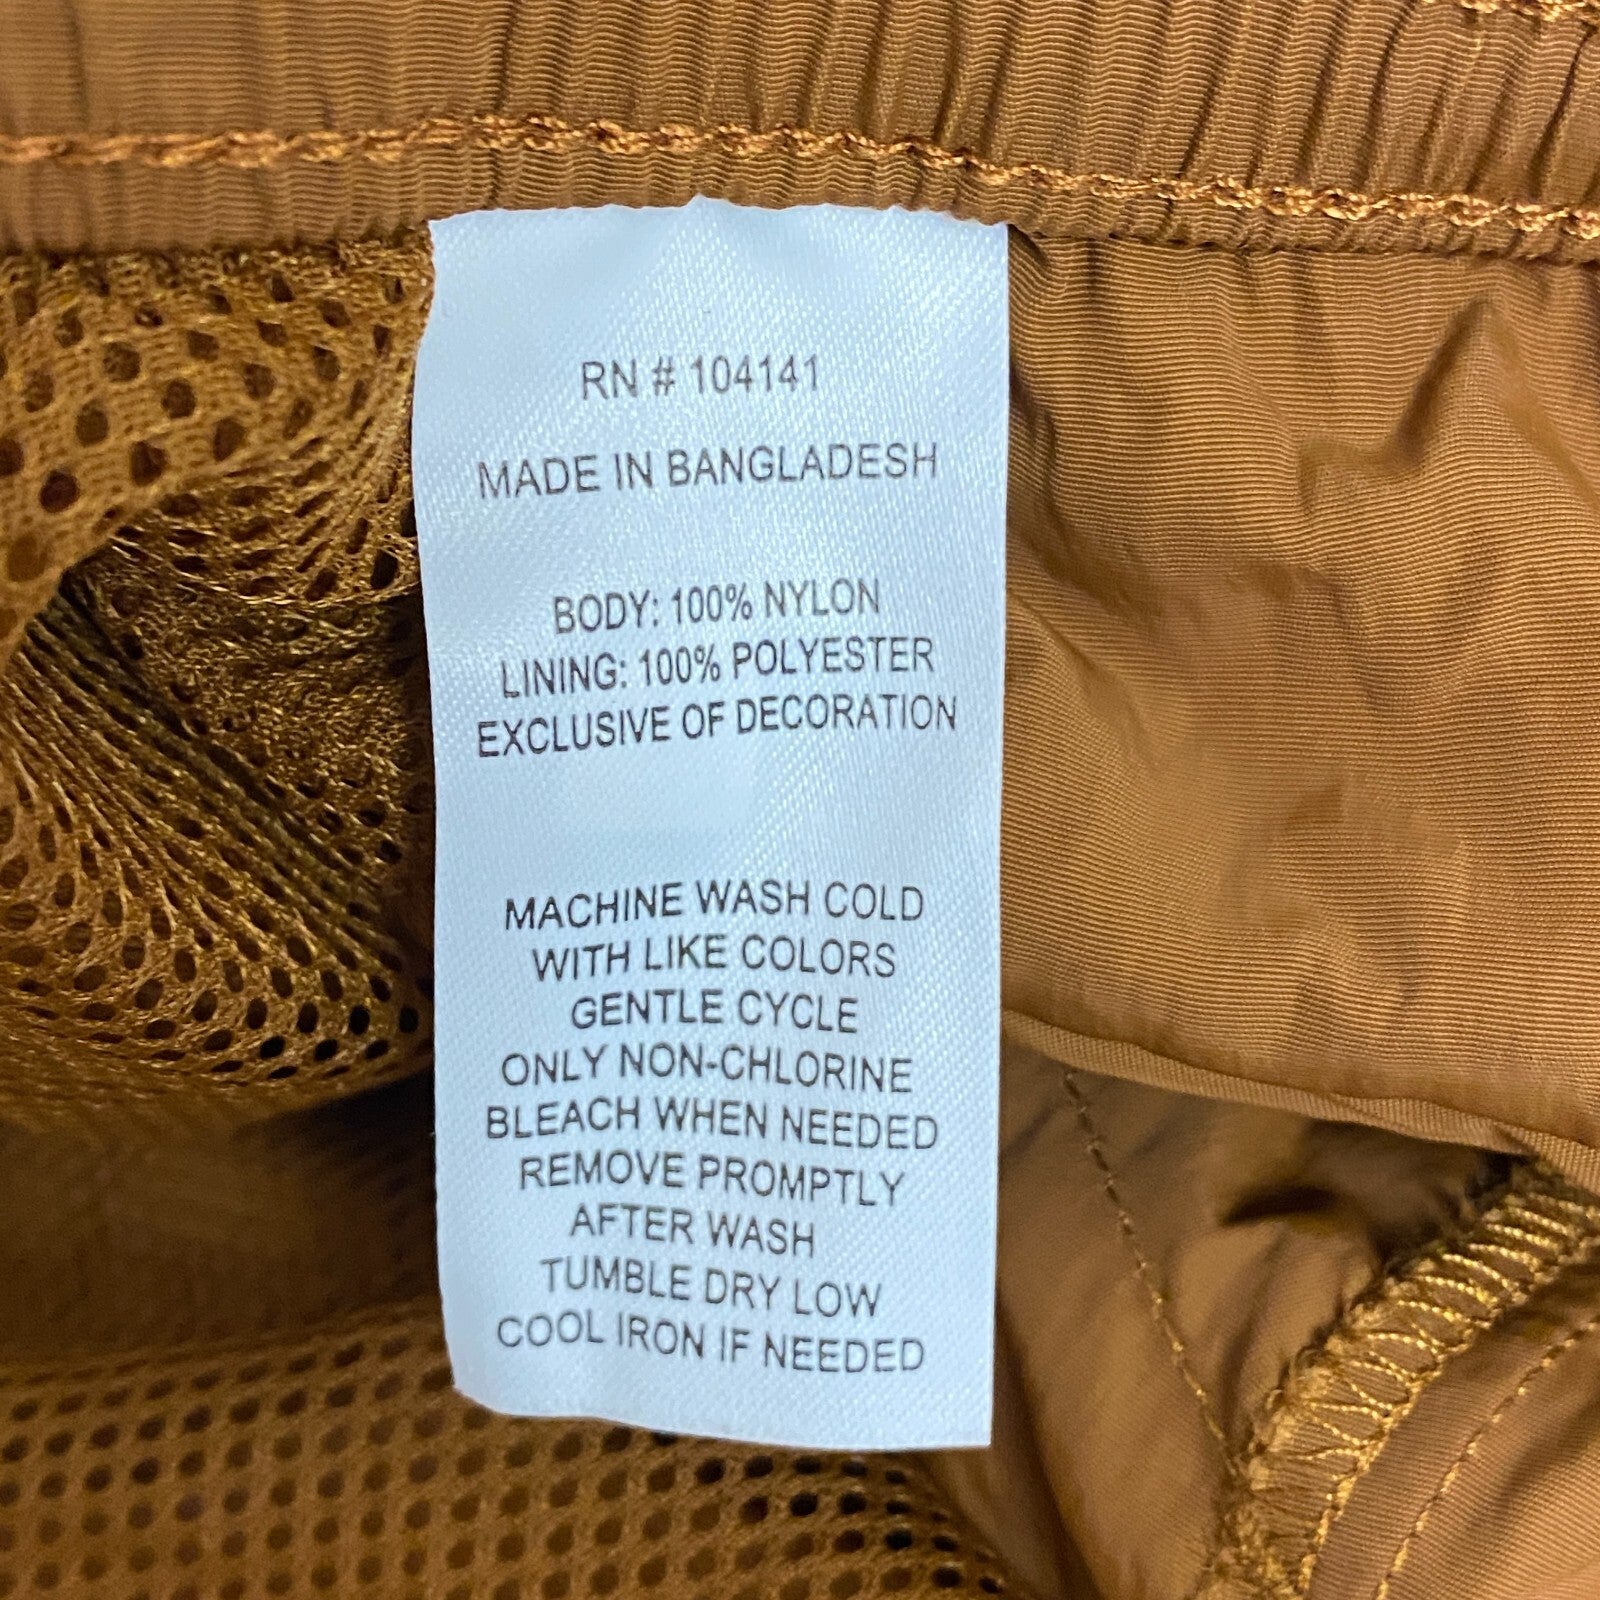 RN # 104141
MADE IN BANGLADESH
BODY: 100% NYLON
LINING: 100% POLYESTER
EXCLUSIVE OF DECORATION
MACHINE WASH COLD
WITH LIKE COLORS
GENTLE CYCLE
ONLY NON-CHLORINE
BLEACH WHEN NEEDED
REMOVE PROMPTLY
AFTER WASH
TUMBLE DRY LOW
COOL IRON IF NEEDED